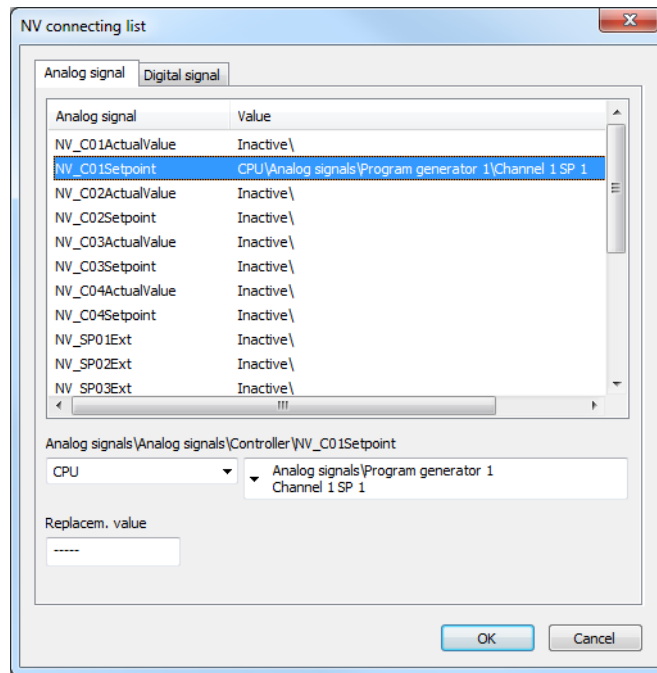 NV connecting list
Analog signal Digital signal
Analog signal Value
NV_C01ActualValue Inactive\
NV_C01Setpoint CPU\Analog signals\Program generator 1\Channel 1 SP 1
NV_C02ActualValue Inactive\
NV_C02Setpoint Inactive\
NV_C03ActualValue Inactive\
NV_C03Setpoint Inactive\
NV_C04ActualValue Inactive\
NV_C04Setpoint Inactive\
NV_SP01Ext Inactive\
NV_SP02Ext Inactive\
NV_SP03Ext Inactive\
Analog signals\Analog signals\Controller\NV_C01Setpoint
CPU Analog signals\Program generator 1
Channel 1 SP 1
Replacem. value
-----
OK Cancel